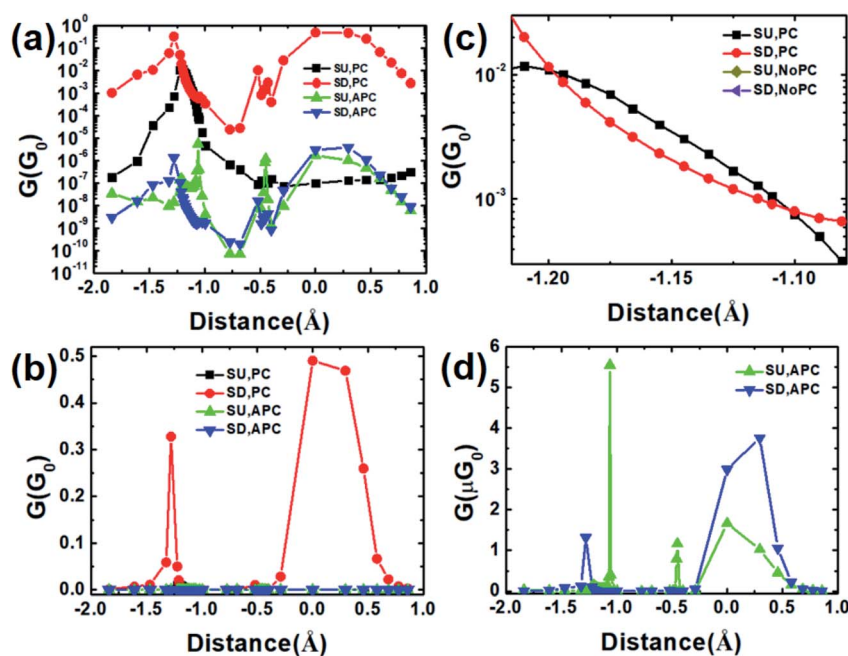 (a)
G(G0)
10^0
10^-1
10^-2
10^-3
10^-4
10^-5
10^-6
10^-7
10^-8
10^-9
10^-10
10^-11
SU,PC
SD,PC
SU,APC
SD,APC
-2.0 -1.5 -1.0 -0.5 0.0 0.5 1.0
Distance(Å)
(c)
G(G0)
10^-2
10^-3
SU,PC
SD,PC
SU,NoPC
SD,NoPC
-1.20 -1.15 -1.10
Distance(Å)
(b)
G(G0)
0.5
0.4
0.3
0.2
0.1
0.0
SU,PC
SD,PC
SU,APC
SD,APC
-2.0 -1.5 -1.0 -0.5 0.0 0.5 1.0
Distance(Å)
(d)
G(μG0)
6
5
4
3
2
1
0
SU,APC
SD,APC
-2.0 -1.5 -1.0 -0.5 0.0 0.5 1.0
Distance(Å)